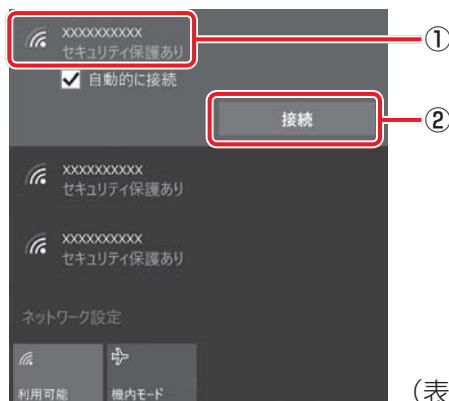 xxxxxxxxxx
セキュリティ保護あり
①
自動的に接続
接続
②
xxxxxxxxxx
セキュリティ保護あり
xxxxxxxxxx
セキュリティ保護あり
ネットワーク設定
利用可能
機内モード
（表